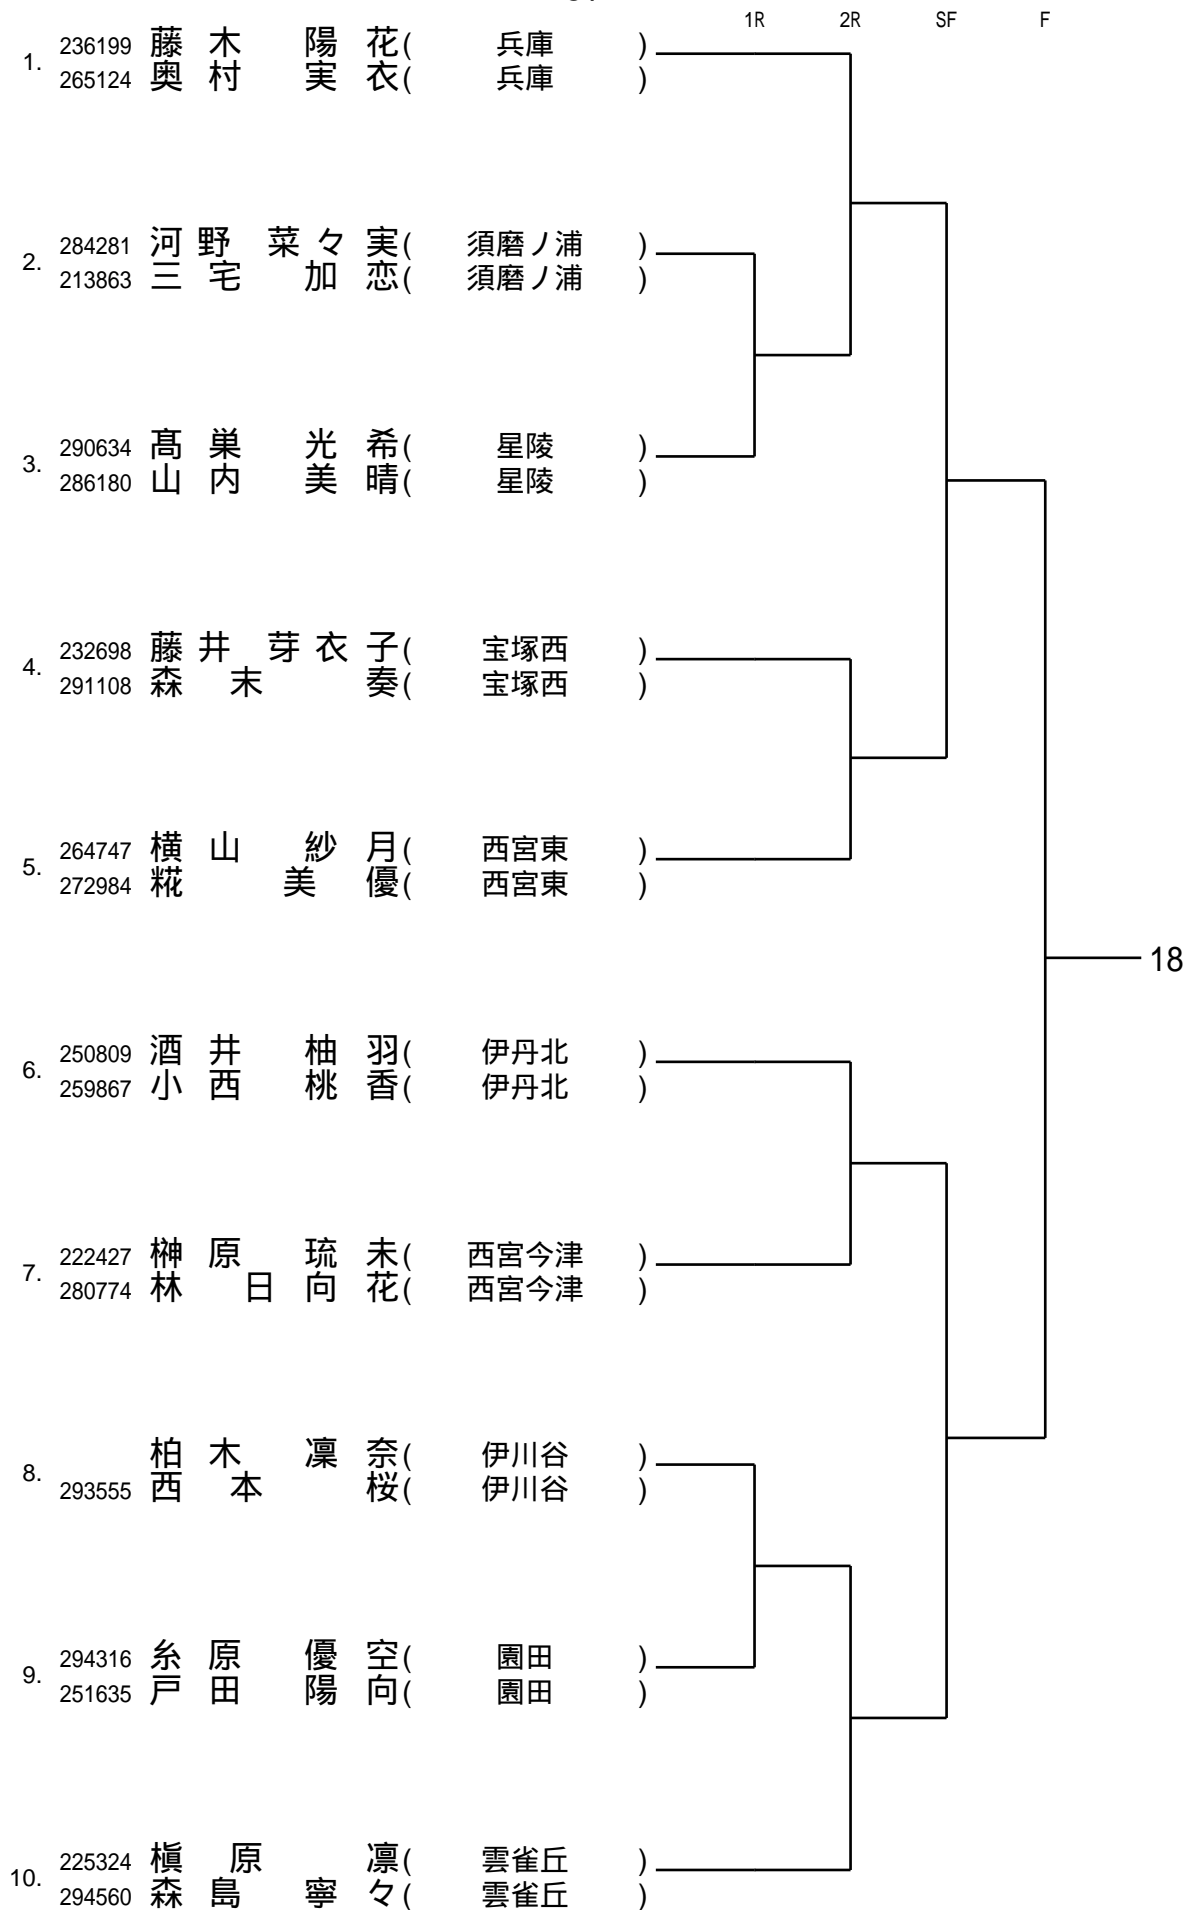 1R 2R SF F
1. 236199 藤木 陽花( 兵庫 )
265124 奥村 実衣( 兵庫 )
2. 284281 河野 菜々実( 須磨ノ浦 )
213863 三宅 加恋( 須磨ノ浦 )
3. 290634 髙巣 光希( 星陵 )
286180 山内 美晴( 星陵 )
4. 232698 藤井 芽衣子( 宝塚西 )
291108 森末 奏( 宝塚西 )
5. 264747 横山 紗月( 西宮東 )
272984 糀 美優( 西宮東 )
18
6. 250809 酒井 柚羽( 伊丹北 )
259867 小西 桃香( 伊丹北 )
7. 222427 榊原 琉未( 西宮今津 )
280774 林 日向花( 西宮今津 )
8. 柏木 凜奈( 伊川谷 )
293555 西本 桜( 伊川谷 )
9. 294316 糸原 優空( 園田 )
251635 戸田 陽向( 園田 )
10. 225324 槇原 凛( 雲雀丘 )
294560 森島 寧々( 雲雀丘 )